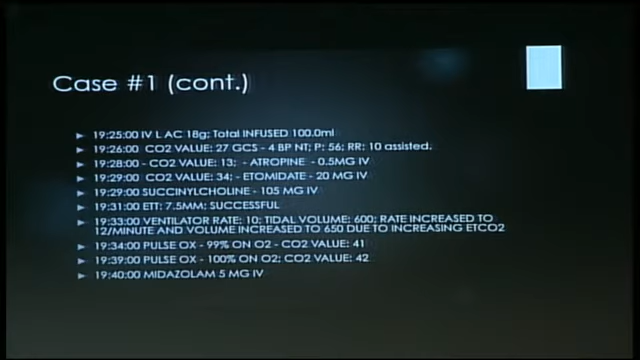 Case #1 (cont.)
19:25:00 IV L AC 18g; Total INFUSED 100.0ml
19:26:00 CO2 VALUE: 27 GCS - 4 BP NT; P: 56; RR: 10 assisted.
19:28:00 - CO2 VALUE: 13; - ATROPINE - 0.5MG IV
19:29:00 CO2 VALUE: 34; - ETOMIDATE - 20 MG IV
19:29:00 SUCCINYLCHOLINE - 105 MG IV
19:31:00 ETT: 7.5MM; SUCCESSFUL
19:33:00 VENTILATOR RATE: 10; TIDAL VOLUME: 600; RATE INCREASED TO
12/MINUTE AND VOLUME INCREASED TO 650 DUE TO INCREASING ETCO2
19:34:00 PULSE OX - 99% ON O2 - CO2 VALUE: 41
19:39:00 PULSE OX - 100% ON O2; CO2 VALUE: 42
19:40:00 MIDAZOLAM 5 MG IV